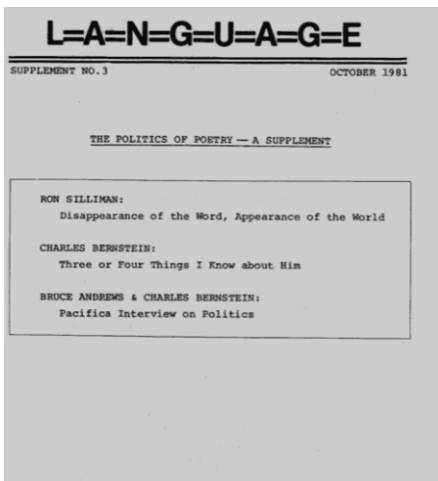 L=A=N=G=U=A=G=E
SUPPLEMENT NO.3 OCTOBER 1981
THE POLITICS OF POETRY — A SUPPLEMENT
RON SILLIMAN:
Disappearance of the Word, Appearance of the World
CHARLES BERNSTEIN:
Three or Four Things I Know about Him
BRUCE ANDREWS & CHARLES BERNSTEIN:
Pacifica Interview on Politics